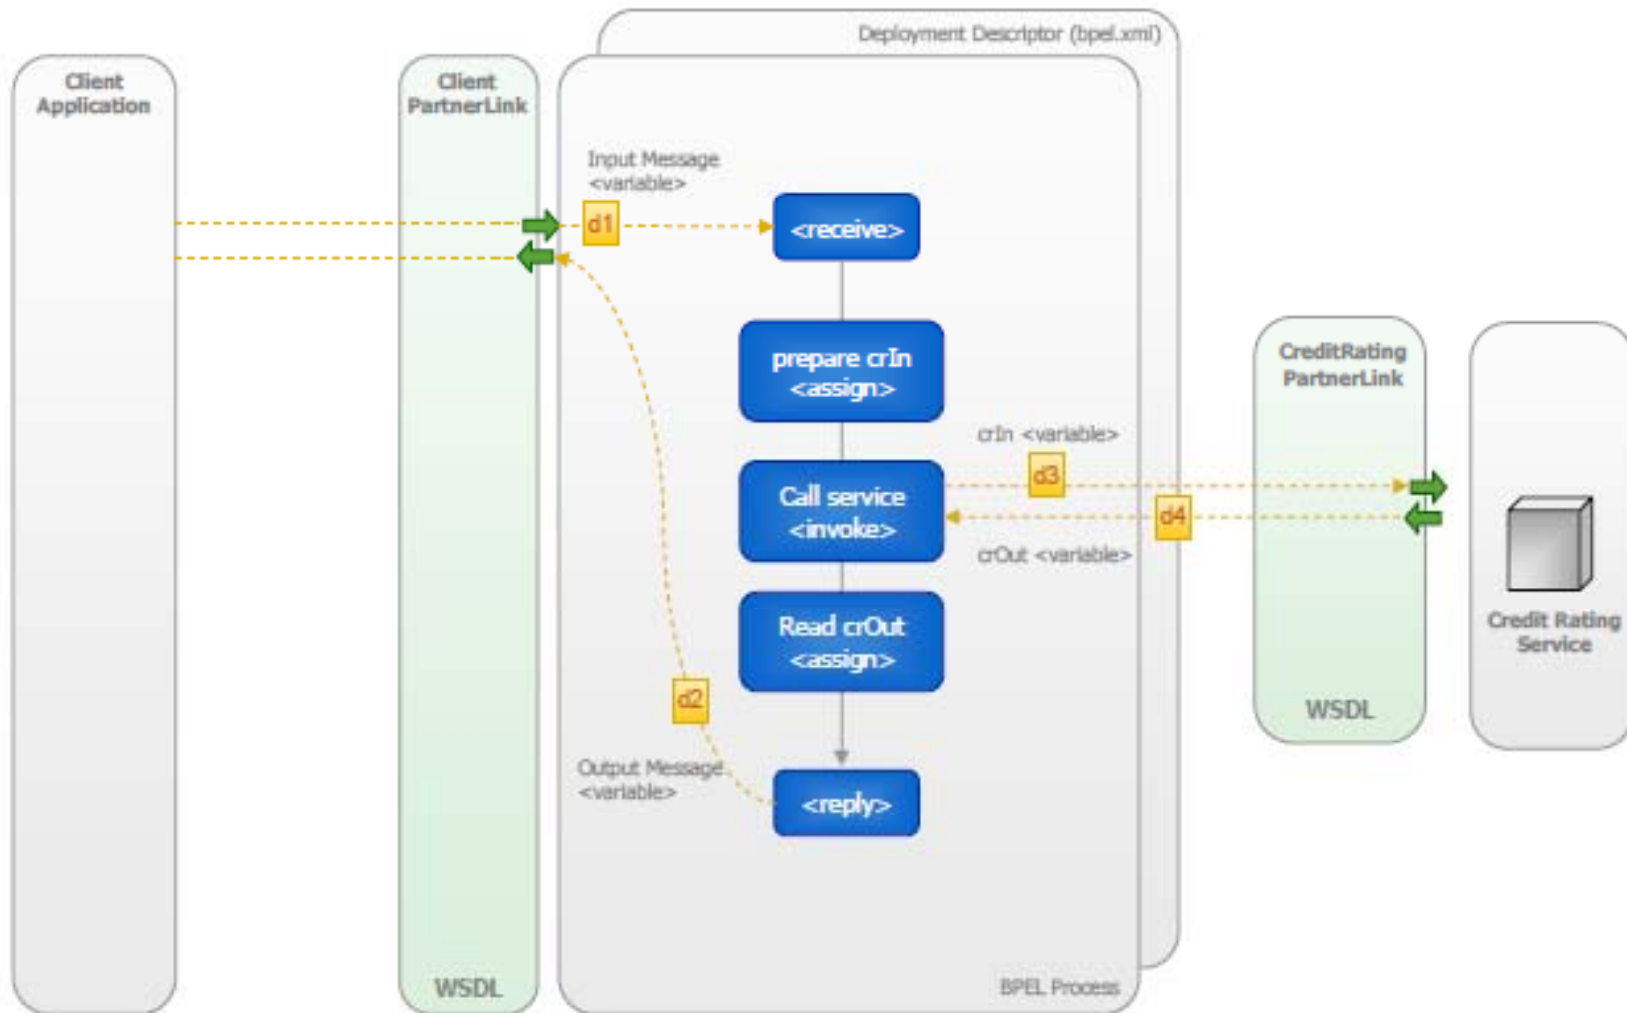 Deployment Descriptor (bpel.xml)
Client
Application
Client
PartnerLink
Input Message
<variable>
d1
<receive>
prepare crIn
<assign>
crIn <variable>
d3
Call service
<invoke>
d4
crOut <variable>
Read crOut
<assign>
d2
Output Message
<variable>
<reply>
WSDL
BPEL Process
CreditRating
PartnerLink
WSDL
Credit Rating
Service